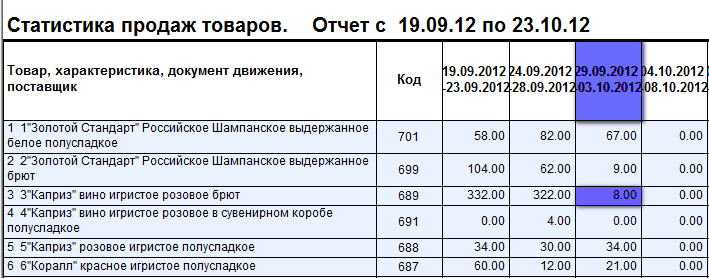 Статистика продаж товаров. Отчет с 19.09.12 по 23.10.12
Товар, характеристика, документ движения, поставщик
Код
19.09.2012 -23.09.2012
24.09.2012 -28.09.2012
29.09.2012 -03.10.2012
04.10.2012 -08.10.2012
1 1"Золотой Стандарт" Российское Шампанское выдержанное белое полусладкое 701 58.00 82.00 67.00 0.00
2 2"Золотой Стандарт" Российское Шампанское выдержанное брют 699 104.00 62.00 9.00 0.00
3 3"Каприз" вино игристое розовое брют 689 332.00 322.00 8.00 0.00
4 4"Каприз" вино игристое розовое в сувенирном коробе полусладкое 691 0.00 4.00 0.00 0.00
5 5"Каприз" розовое игристое полусладкое 688 34.00 30.00 34.00 0.00
6 6"Коралл" красное игристое полусладкое 687 60.00 12.00 21.00 0.00